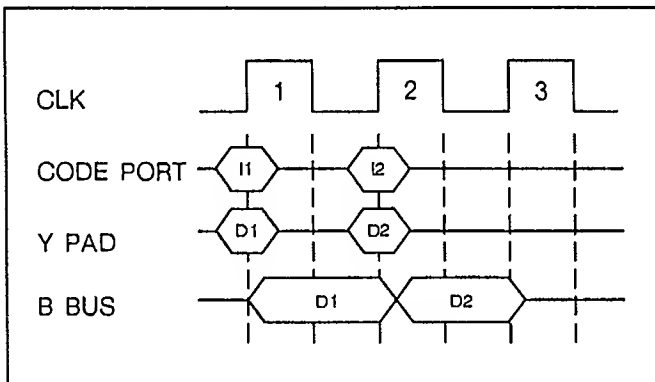 CLK 1 2 3
CODE PORT I1 I2
Y PAD D1 D2
B BUS D1 D2